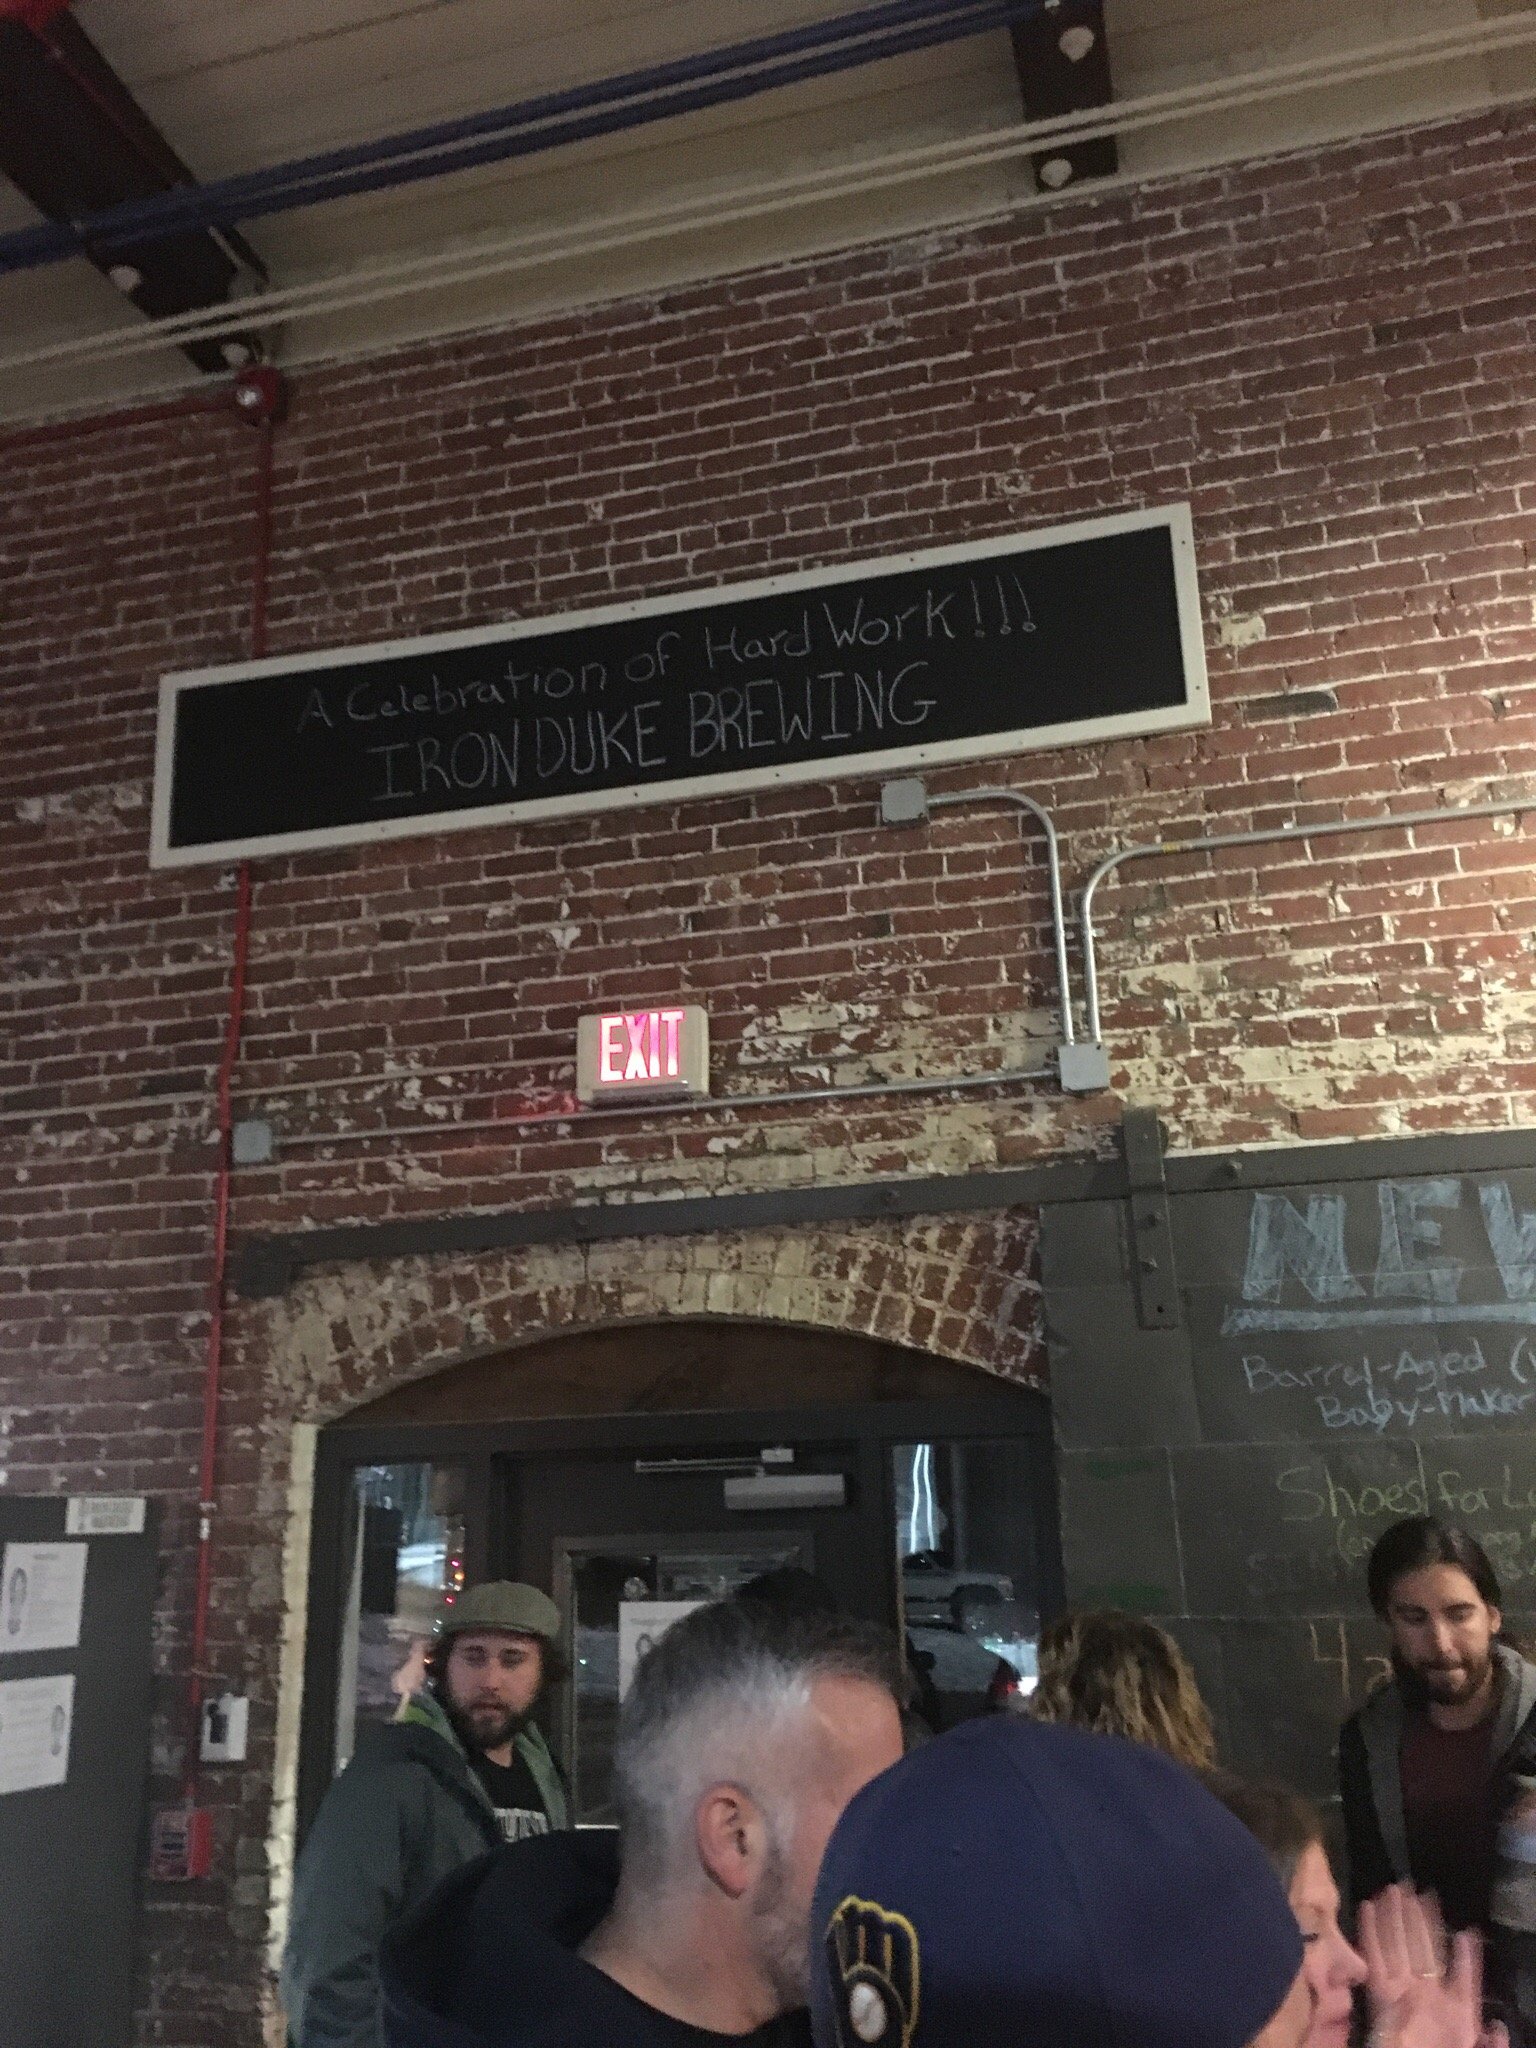 A Celebration of Hard Work!!!
IRON DUKE BREWING
EXIT
NEW
Barrel-Aged
Baby-Maker
Shoes for